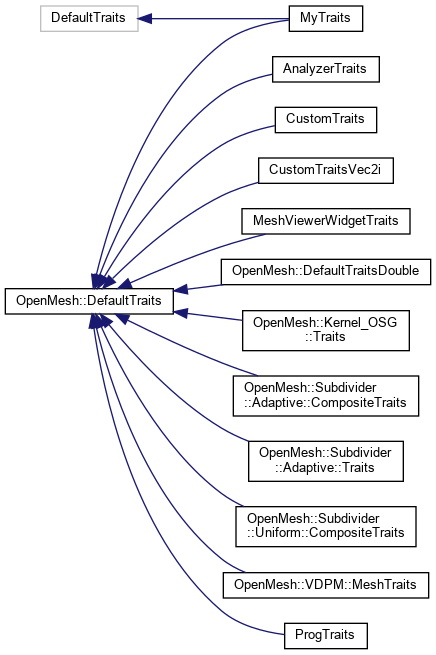 DefaultTraits
MyTraits
AnalyzerTraits
CustomTraits
CustomTraitsVec2i
MeshViewerWidgetTraits
OpenMesh::DefaultTraitsDouble
OpenMesh::DefaultTraits
OpenMesh::Kernel_OSG
::Traits
OpenMesh::Subdivider
::Adaptive::CompositeTraits
OpenMesh::Subdivider
::Adaptive::Traits
OpenMesh::Subdivider
::Uniform::CompositeTraits
OpenMesh::VDPM::MeshTraits
ProgTraits